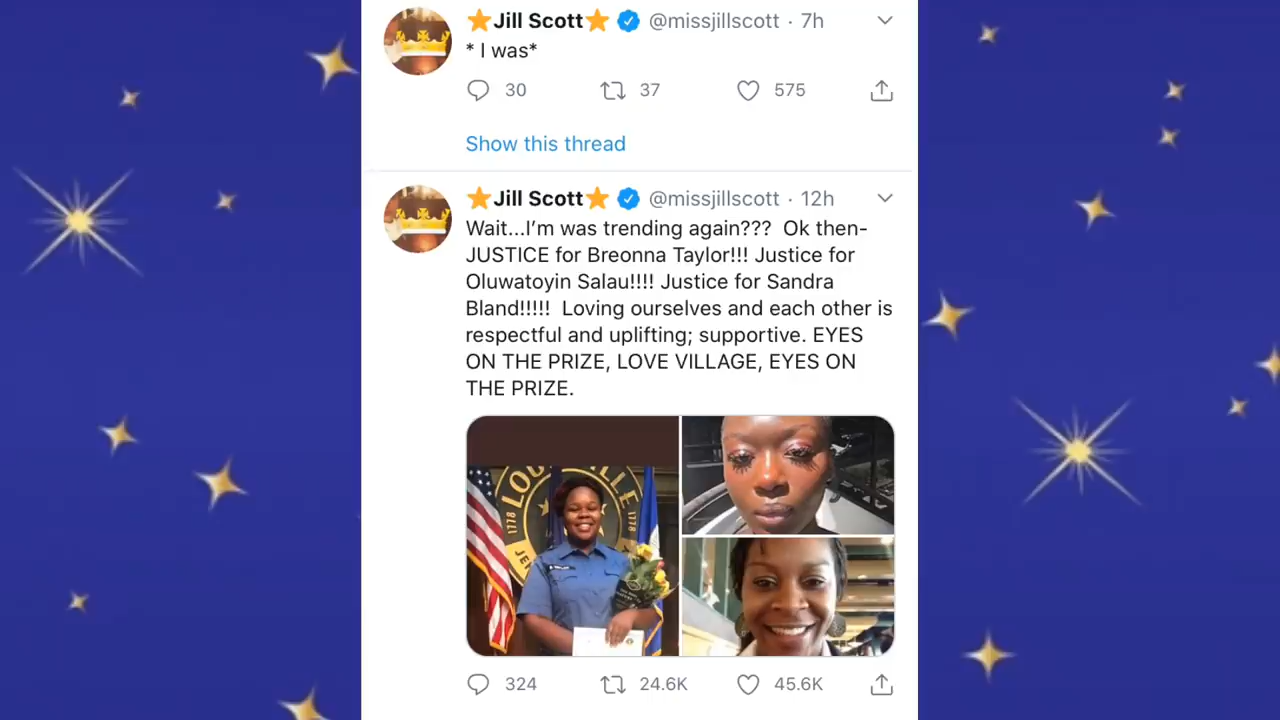 ⭐Jill Scott⭐ @missjillscott · 7h
* I was*
30 37 575
Show this thread
⭐Jill Scott⭐ @missjillscott · 12h
Wait...I’m was trending again??? Ok then-
JUSTICE for Breonna Taylor!!! Justice for
Oluwatoyin Salau!!!! Justice for Sandra
Bland!!!!! Loving ourselves and each other is
respectful and uplifting; supportive. EYES
ON THE PRIZE, LOVE VILLAGE, EYES ON
THE PRIZE.
1778 1778
324 24.6K 45.6K